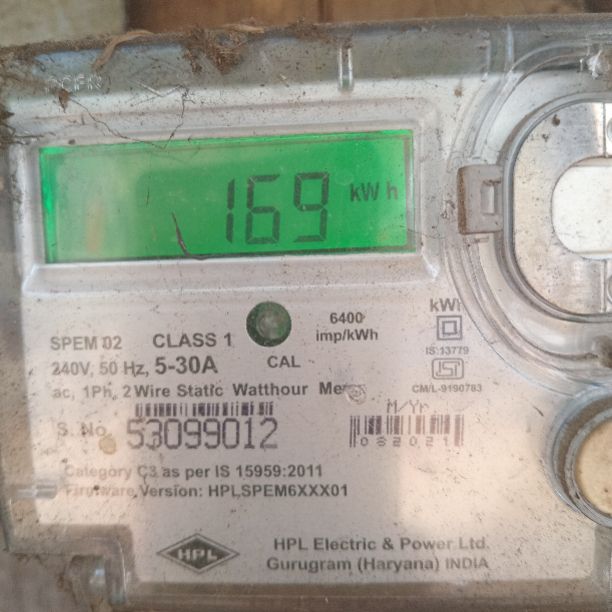 169 kWh
6400
imp/kWh
kWh
SPEM 02 CLASS 1
240V, 50 Hz, 5-30A CAL
IS:13779
ISI
CM/L-9190783
ac, 1Ph, 2 Wire Static Watthour Meter
M/Yr
S. No. 53099012
082021
Category C3 as per IS 15959:2011
Firmware Version: HPLSPEM6XXX01
HPL
HPL Electric & Power Ltd.
Gurugram (Haryana) INDIA